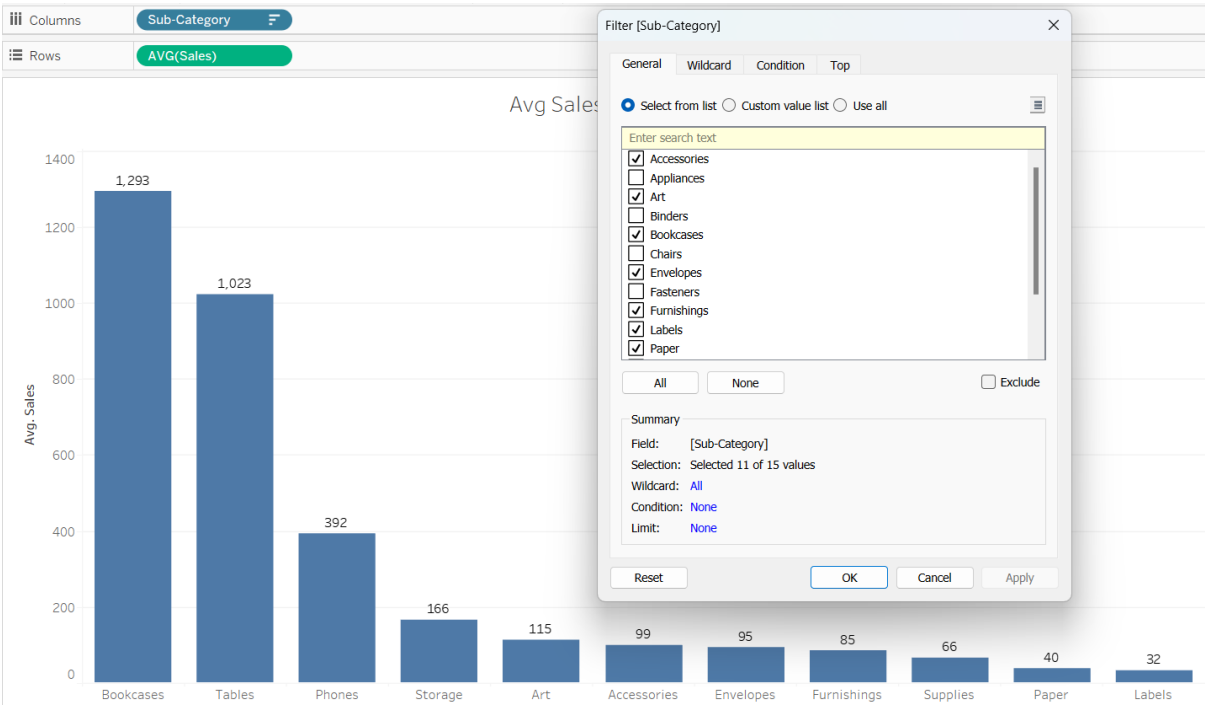 Columns Sub-Category
Rows AVG(Sales)
Avg Sales
1400
1200
1000
800
600
400
200
0
Avg. Sales
1,293
1,023
392
166
115
99
95
85
66
40
32
Bookcases Tables Phones Storage Art Accessories Envelopes Furnishings Supplies Paper Labels
Filter [Sub-Category]
General Wildcard Condition Top
Select from list Custom value list Use all
Enter search text
Accessories
Appliances
Art
Binders
Bookcases
Chairs
Envelopes
Fasteners
Furnishings
Labels
Paper
All None Exclude
Summary
Field: [Sub-Category]
Selection: Selected 11 of 15 values
Wildcard: All
Condition: None
Limit: None
Reset OK Cancel Apply